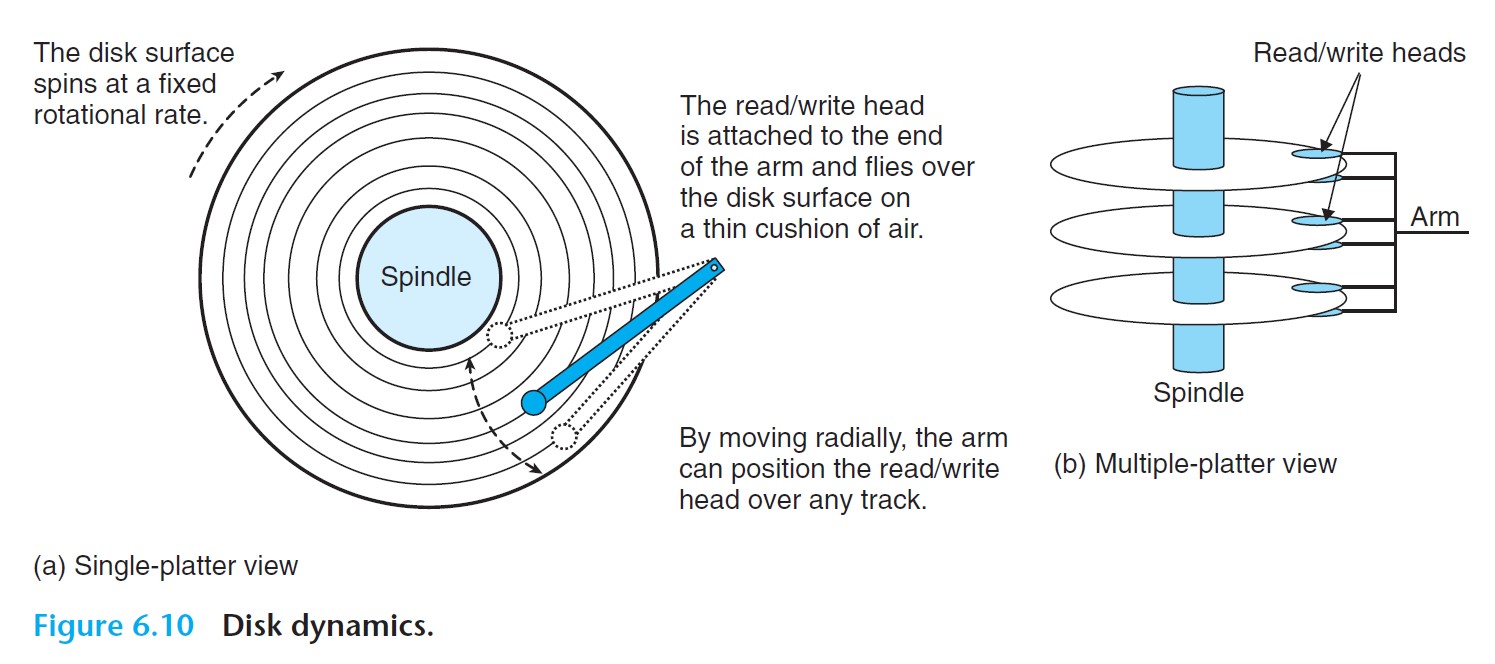 The disk surface
spins at a fixed
rotational rate.
Spindle
The read/write head
is attached to the end
of the arm and flies over
the disk surface on
a thin cushion of air.
By moving radially, the arm
can position the read/write
head over any track.
(a) Single-platter view
Read/write heads
Arm
Spindle
(b) Multiple-platter view
Figure 6.10 Disk dynamics.